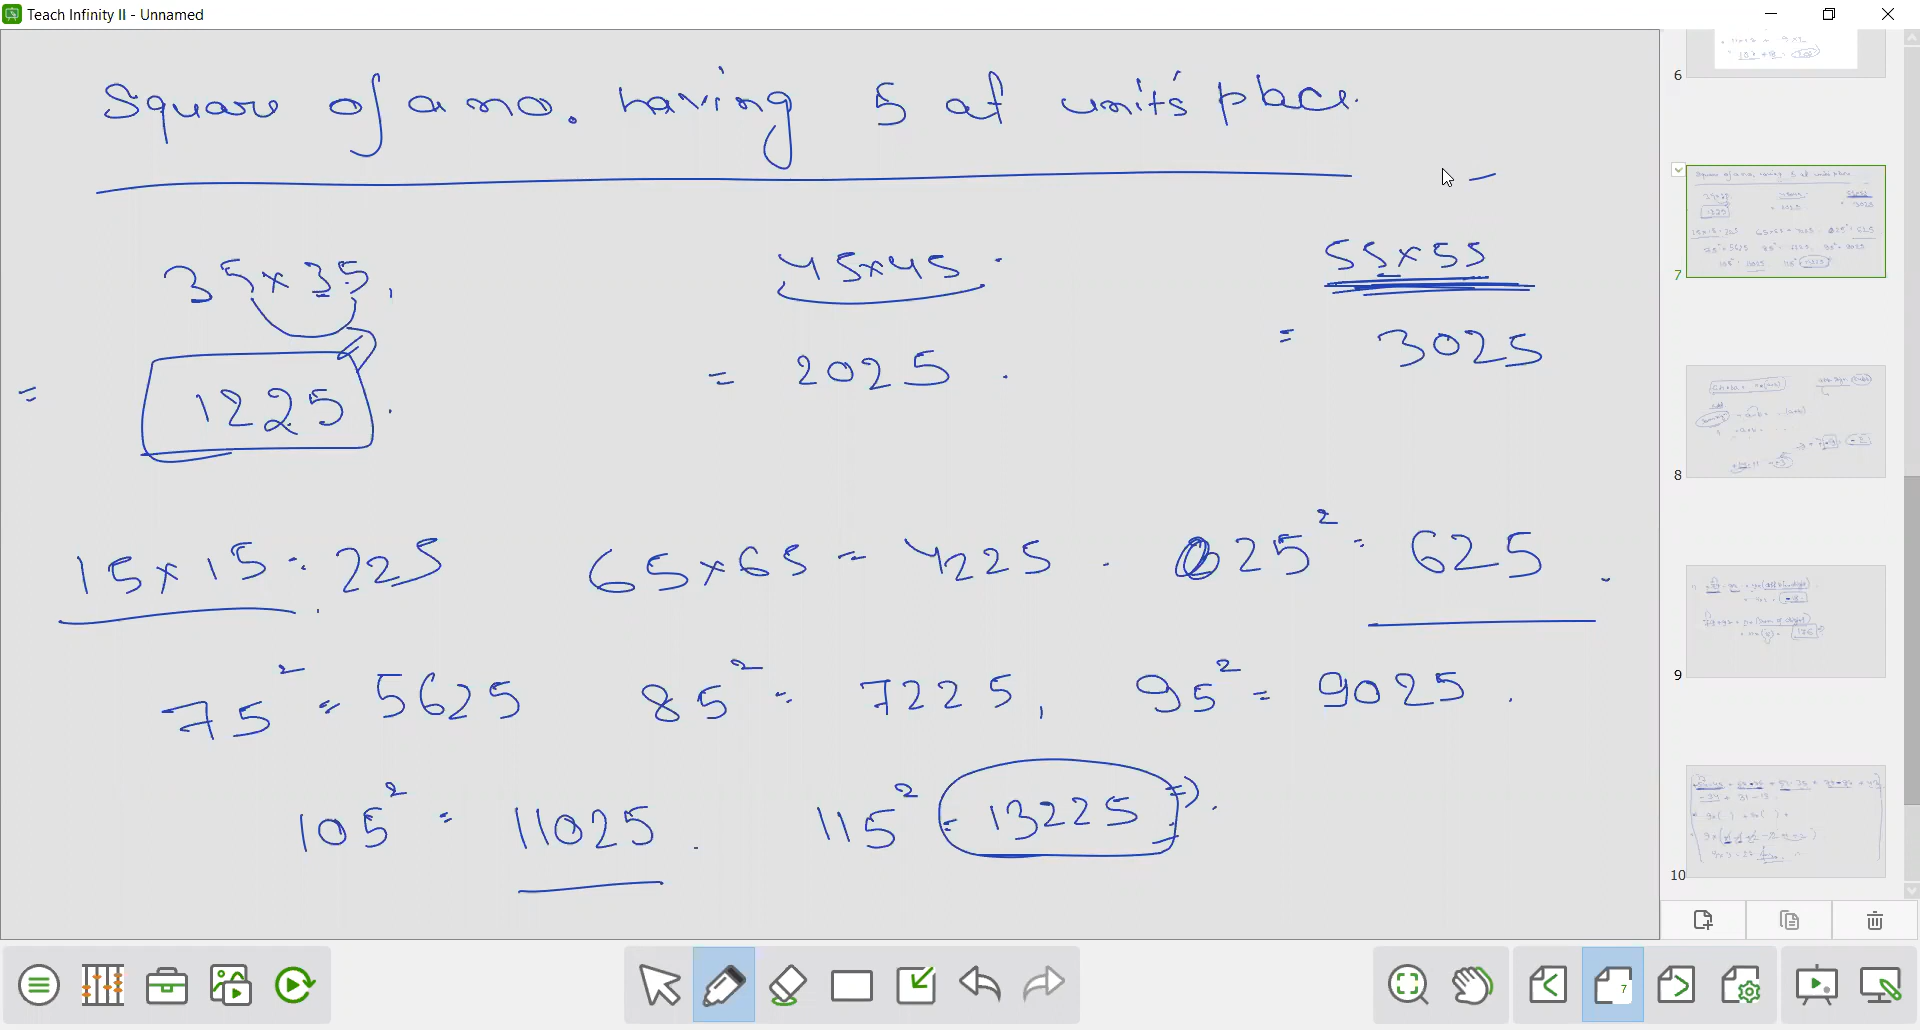 Teach Infinity II - Unnamed
Square of a no. having 5 at unit's place.
35×35,
= 1225.
45×45.
= 2025.
55×55
= 3025
15×15 = 225
65×65 = 4225.
025² = 625.
75² = 5625
85² = 7225,
95² = 9025.
105² = 11025.
115² = 13225.
6
7
8
9
10
7